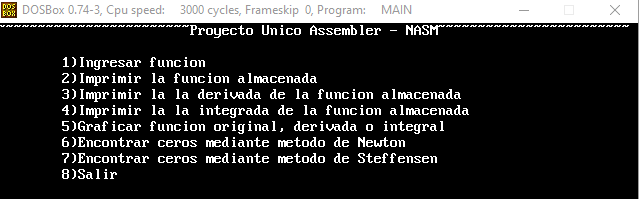 DOSBox 0.74-3, Cpu speed: 3000 cycles, Frameskip 0, Program: MAIN
~~~~~~~~~~~~~~~~~~~~~~~~Proyecto Unico Assembler - NASM~~~~~~~~~~~~~~~~~~~~~~~~~
1)Ingresar funcion
2)Imprimir la funcion almacenada
3)Imprimir la la derivada de la funcion almacenada
4)Imprimir la la integrada de la funcion almacenada
5)Graficar funcion original, derivada o integral
6)Encontrar ceros mediante metodo de Newton
7)Encontrar ceros mediante metodo de Steffensen
8)Salir